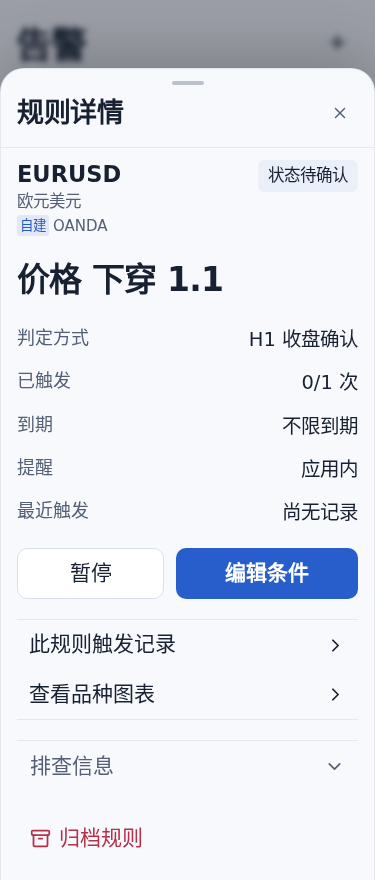 告警
规则详情
EURUSD
状态待确认
欧元美元
自建 OANDA
价格 下穿 1.1
判定方式 H1 收盘确认
已触发 0/1 次
到期 不限到期
提醒 应用内
最近触发 尚无记录
暂停 编辑条件
此规则触发记录
查看品种图表
排查信息
归档规则